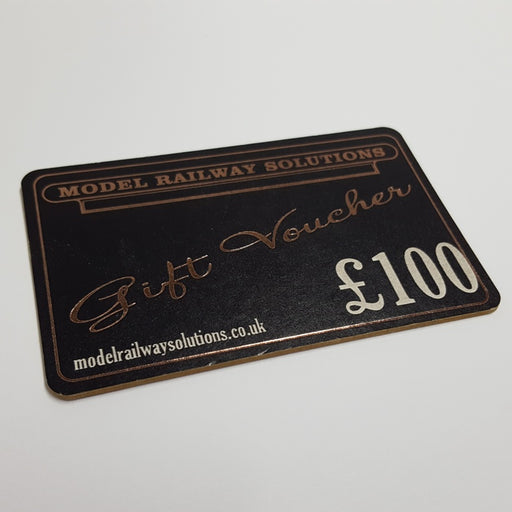 MODEL RAILWAY SOLUTIONS
Gift Voucher
£100
modelrailwaysolutions.co.uk